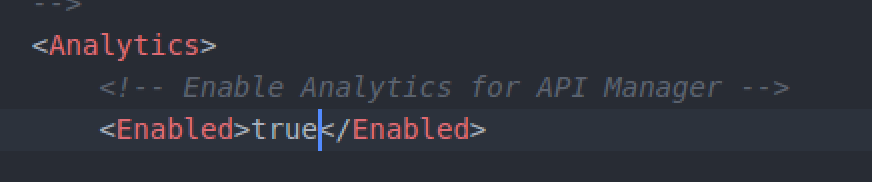 -->
<Analytics>
<!-- Enable Analytics for API Manager -->
<Enabled>true</Enabled>